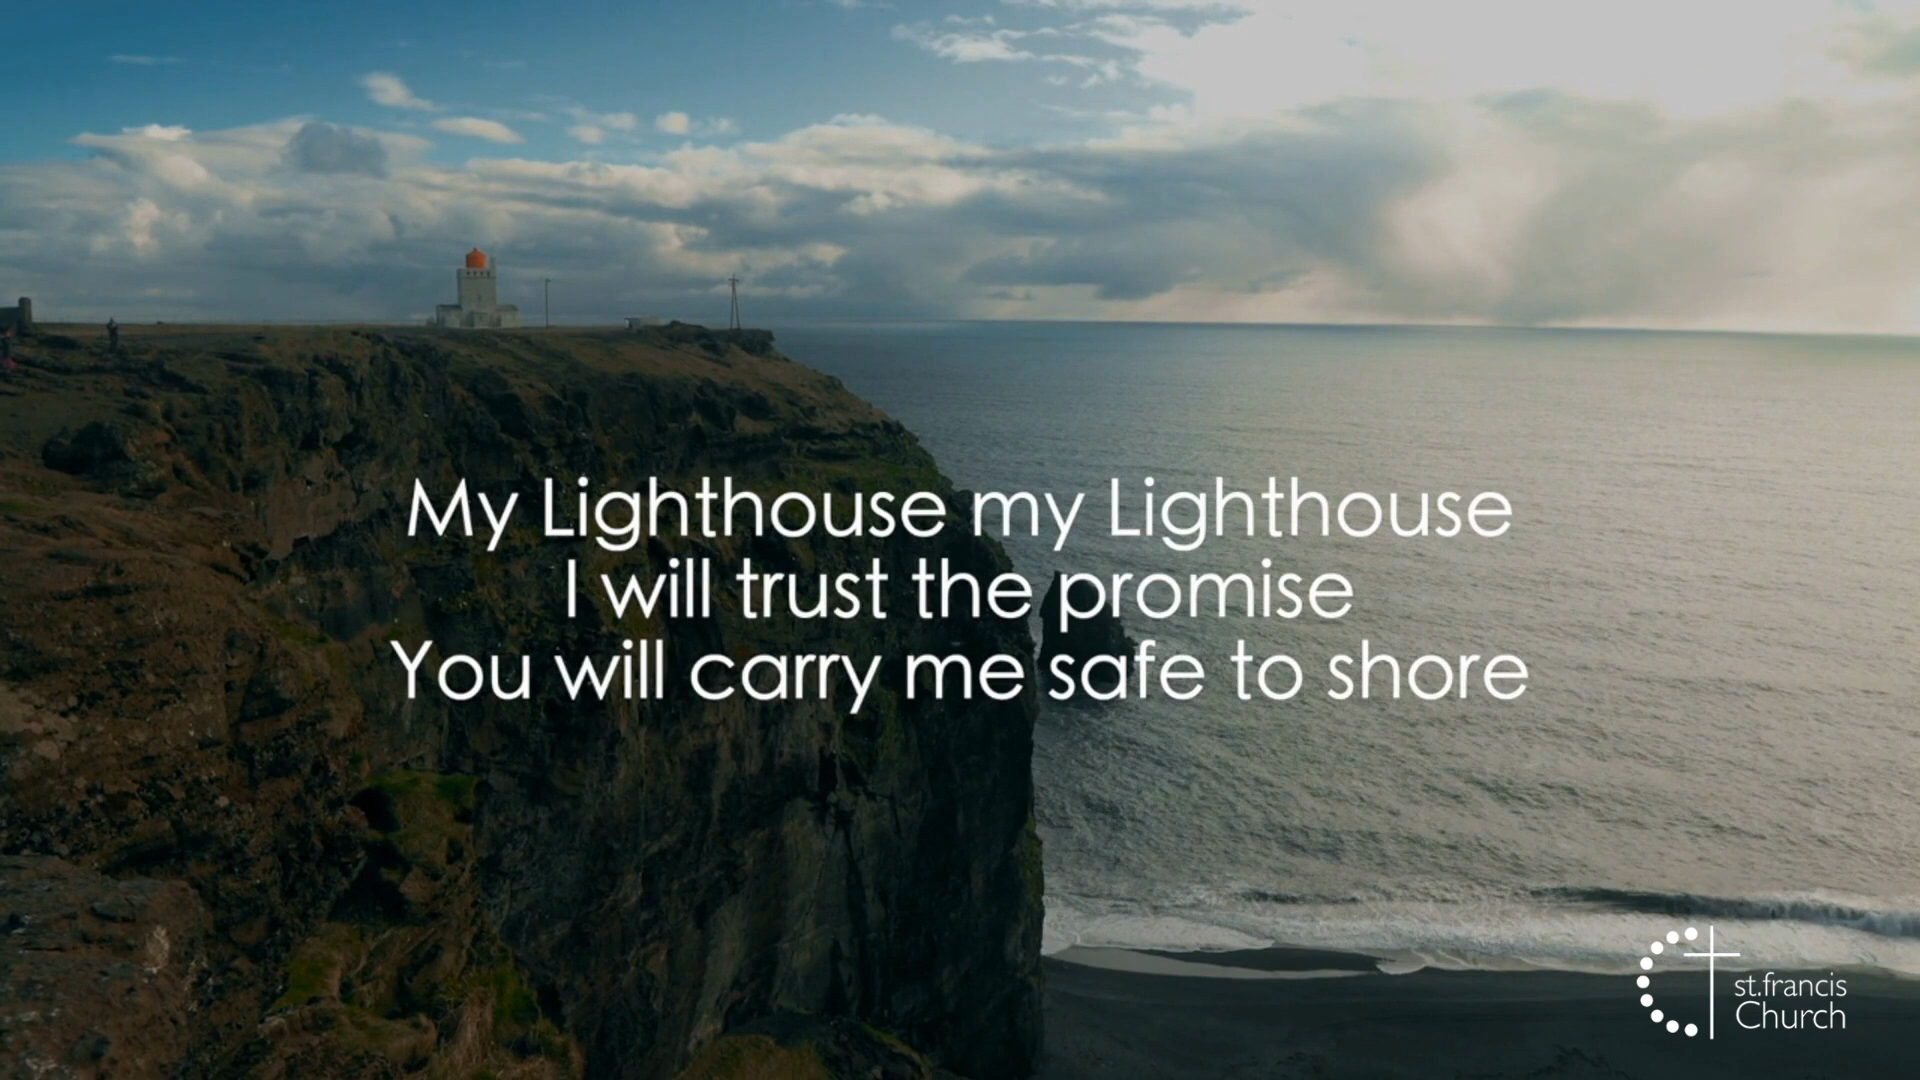 My Lighthouse my Lighthouse
I will trust the promise
You will carry me safe to shore
st.francis
Church